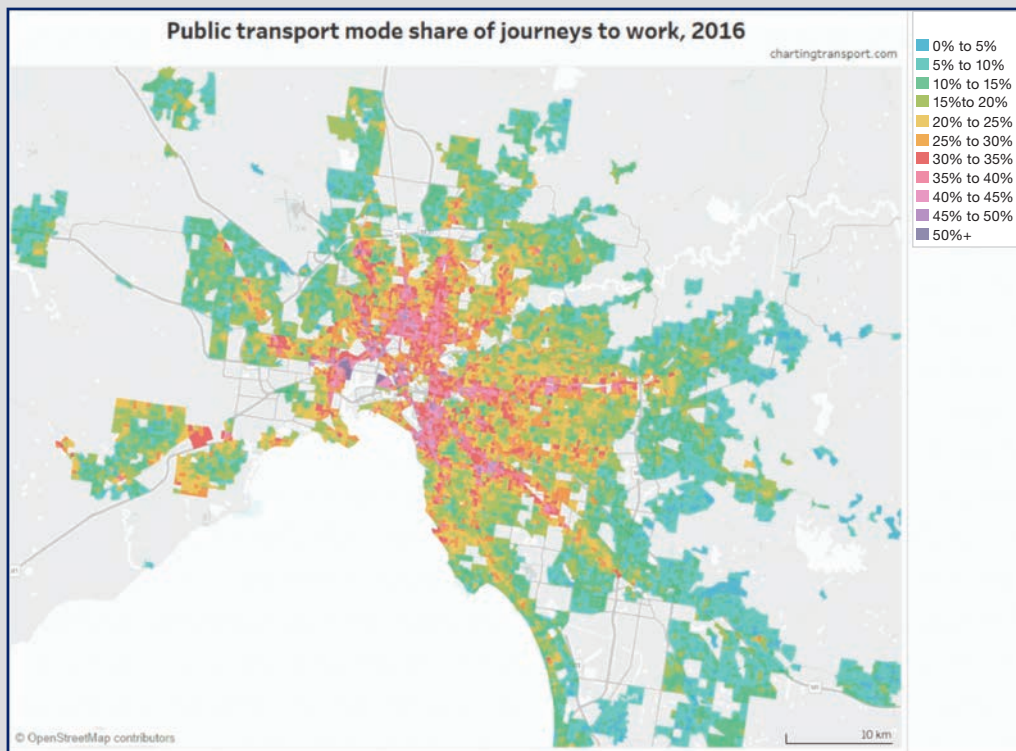 Public transport mode share of journeys to work, 2016
chartingtransport.com
0% to 5%
5% to 10%
10% to 15%
15%to 20%
20% to 25%
25% to 30%
30% to 35%
35% to 40%
40% to 45%
45% to 50%
50%+
© OpenStreetMap contributors
10 km